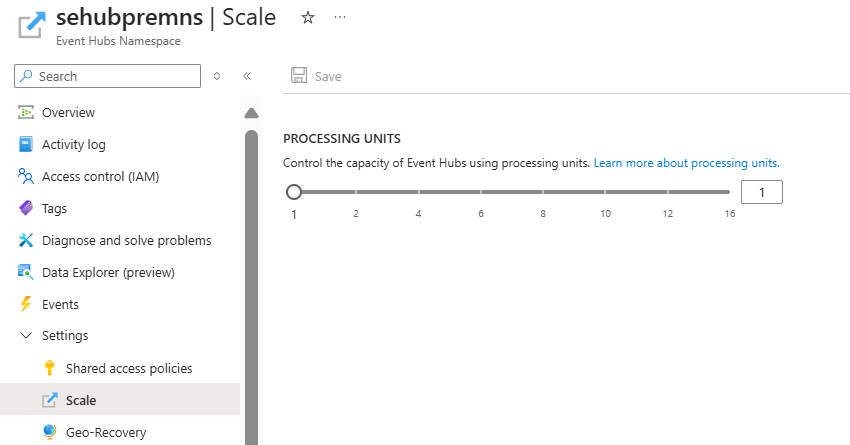 sehubpremns | Scale
Event Hubs Namespace
Search
Save
Overview
Activity log
Access control (IAM)
Tags
Diagnose and solve problems
Data Explorer (preview)
Events
Settings
Shared access policies
Scale
Geo-Recovery
PROCESSING UNITS
Control the capacity of Event Hubs using processing units. Learn more about processing units.
1
1 2 4 6 8 10 12 16